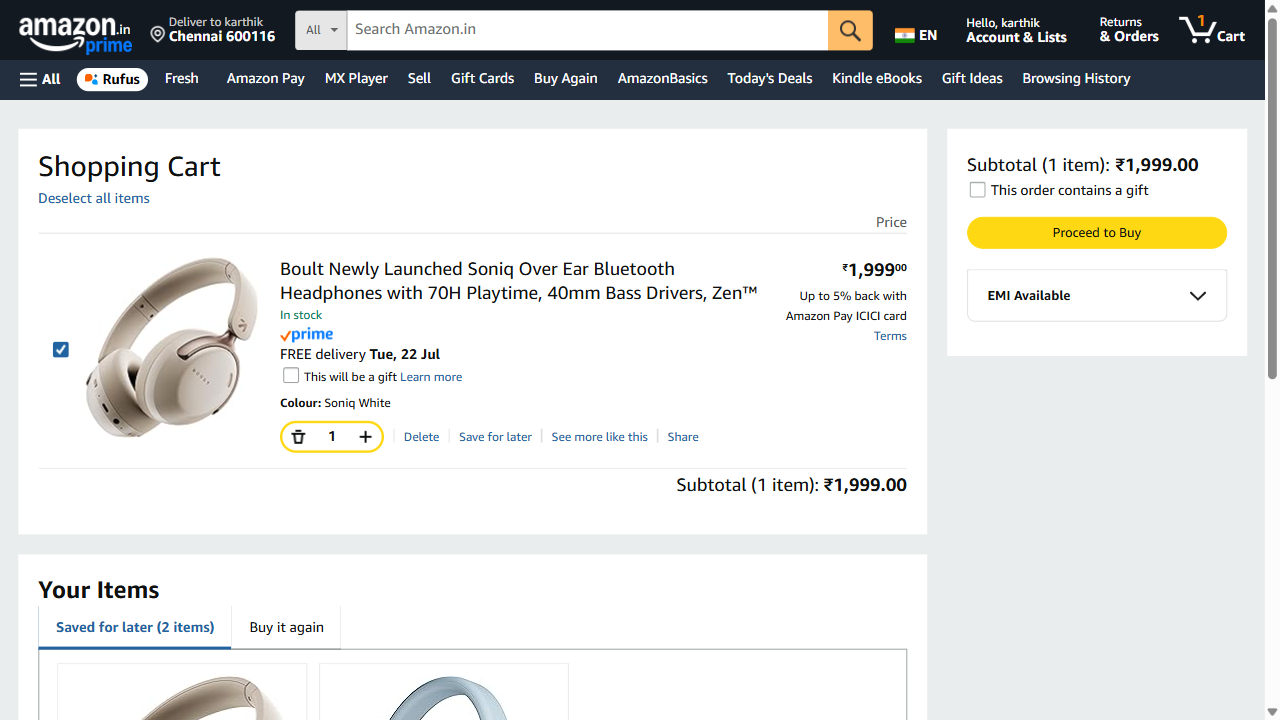 amazon.in
prime
Deliver to karthik
Chennai 600116
All
Search Amazon.in
EN
Hello, karthik
Account & Lists
Returns
& Orders
1
Cart
All
Rufus
Fresh
Amazon Pay
MX Player
Sell
Gift Cards
Buy Again
AmazonBasics
Today's Deals
Kindle eBooks
Gift Ideas
Browsing History
Shopping Cart
Deselect all items
Price
Boult Newly Launched Soniq Over Ear Bluetooth
Headphones with 70H Playtime, 40mm Bass Drivers, Zen™
In stock
prime
FREE delivery Tue, 22 Jul
This will be a gift Learn more
Colour: Soniq White
1
Delete
Save for later
See more like this
Share
₹1,999.00
Up to 5% back with
Amazon Pay ICICI card
Terms
Subtotal (1 item): ₹1,999.00
Subtotal (1 item): ₹1,999.00
This order contains a gift
Proceed to Buy
EMI Available
Your Items
Saved for later (2 items)
Buy it again